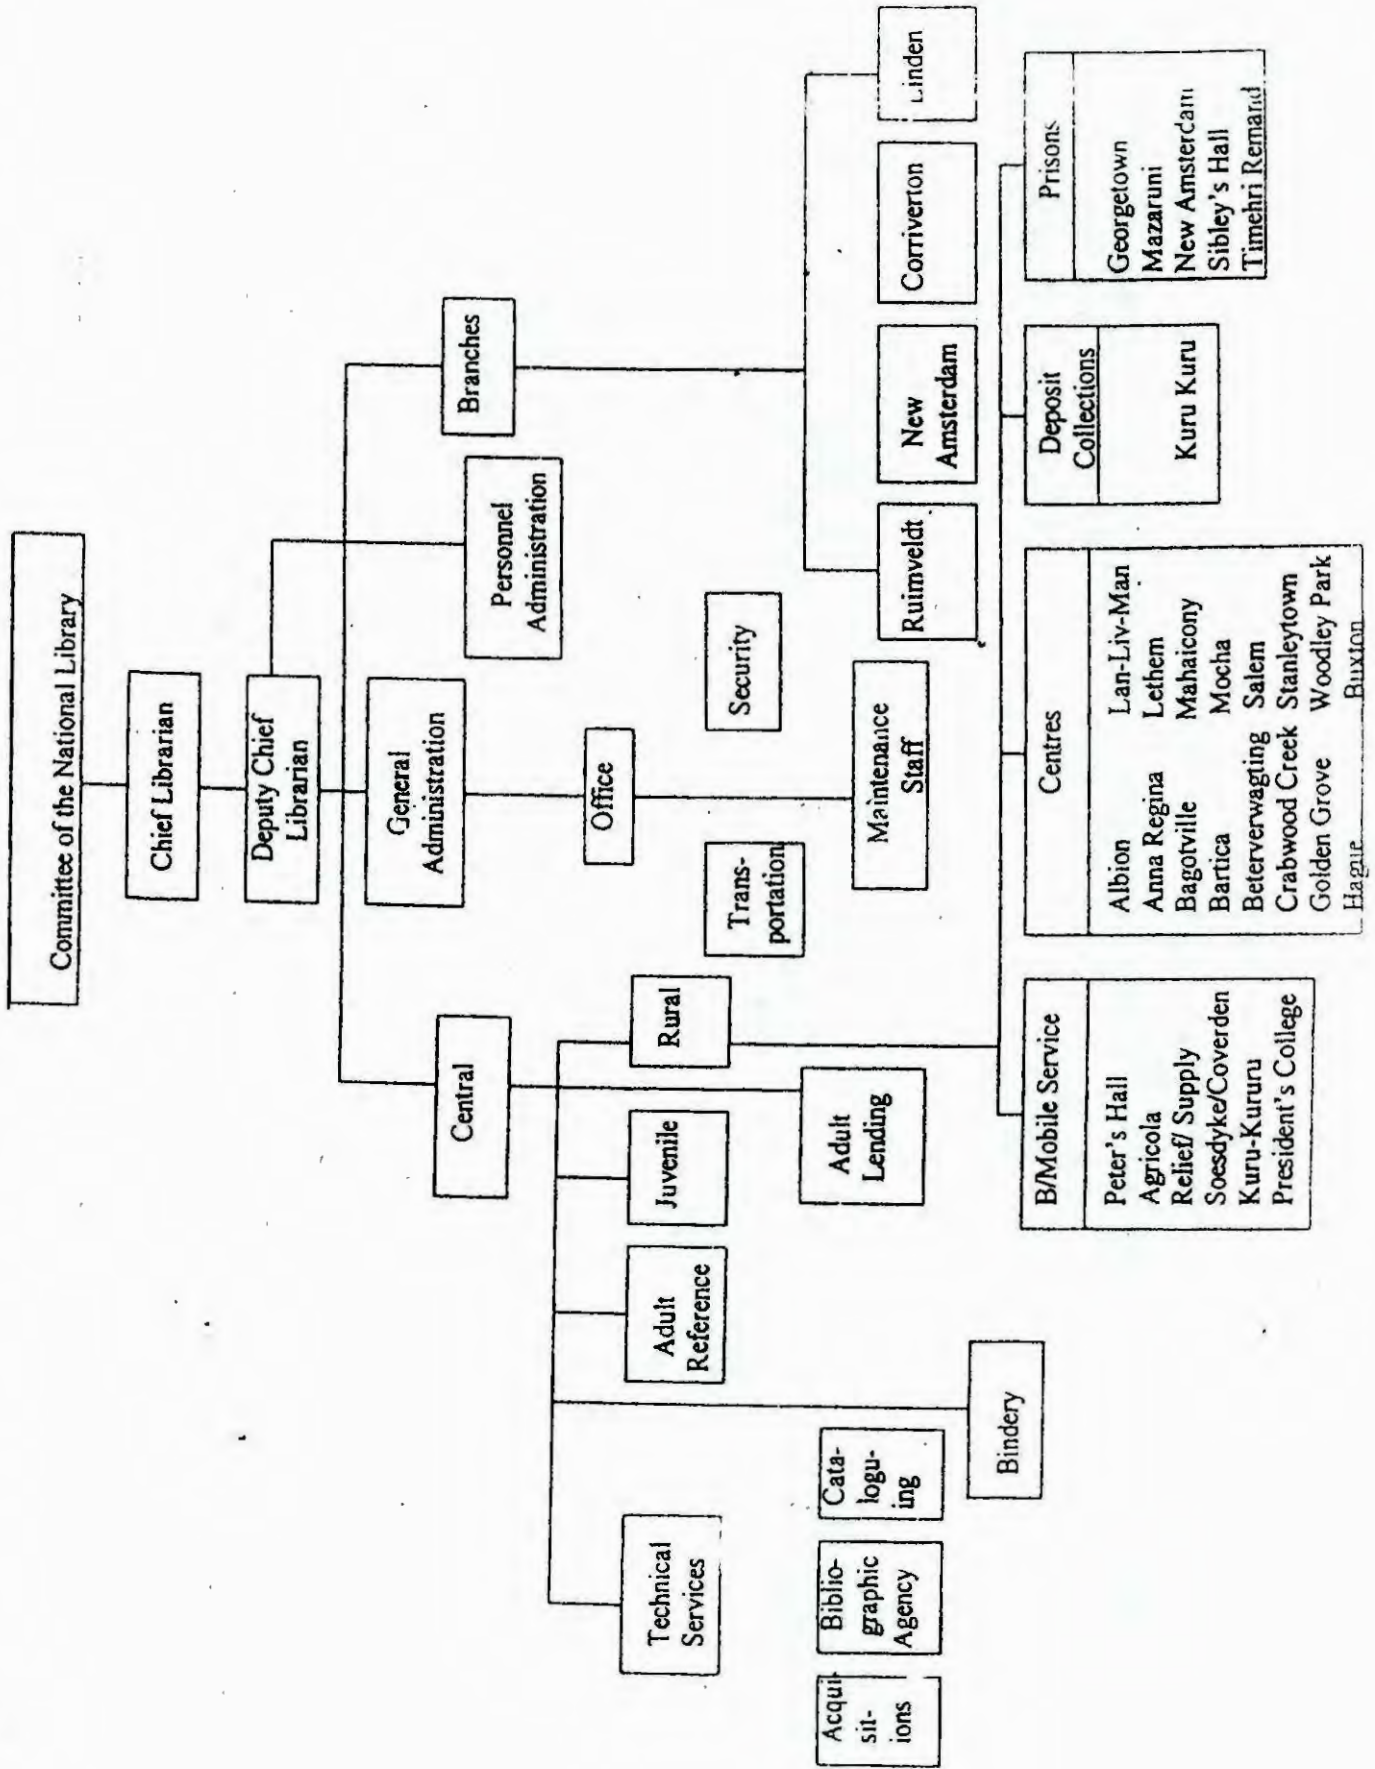 Committee of the National Library
Chief Librarian
Deputy Chief
Librarian
Central
General
Administration
Personnel
Administration
Branches
Technical
Services
Adult
Reference
Juvenile
Rural
Office
Trans-
portation
Security
Acqui-
sit-
ions
Biblio-
graphic
Agency
Cata-
logu-
ing
Adult
Lending
Maintenance
Staff
Ruimveldt
New
Amsterdam
Corriverton
Linden
Bindery
B/Mobile Service
Peter's Hall
Agricola
Relief/ Supply
Soesdyke/Coverden
Kuru-Kururu
President's College
Centres
Albion Lan-Liv-Man
Anna Regina Lethem
Bagotville Mahaicony
Bartica Mocha
Beterverwagting Salem
Crabwood Creek Stanleytown
Golden Grove Woodley Park
Hague Buxton
Deposit
Collections
Kuru Kuru
Prisons
Georgetown
Mazaruni
New Amsterdam
Sibley's Hall
Timehri Remand